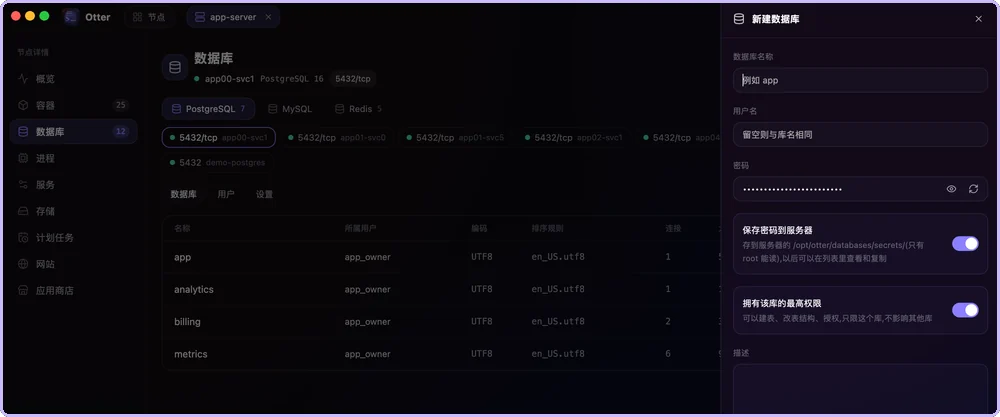 Otter
节点
app-server
节点详情
概览
容器 25
数据库 12
进程
服务
存储
计划任务
网站
应用商店
数据库
app00-svc1 PostgreSQL 16 5432/tcp
PostgreSQL 7
MySQL
Redis 5
5432/tcp app00-svc1
5432/tcp app01-svc0
5432/tcp app01-svc5
5432/tcp app02-svc1
5432/tcp app04
5432 demo-postgres
数据库 用户 设置
名称 所属用户 编码 排序规则 连接
app app_owner UTF8 en_US.utf8 1
analytics app_owner UTF8 en_US.utf8 1
billing app_owner UTF8 en_US.utf8 2
metrics app_owner UTF8 en_US.utf8 6
新建数据库
数据库名称
例如 app
用户名
留空则与库名相同
密码
保存密码到服务器
存到服务器的 /opt/otter/databases/secrets/(只有
root 能读),以后可以在列表里查看和复制
拥有该库的最高权限
可以建表、改表结构、授权,只限这个库,不影响其他库
描述